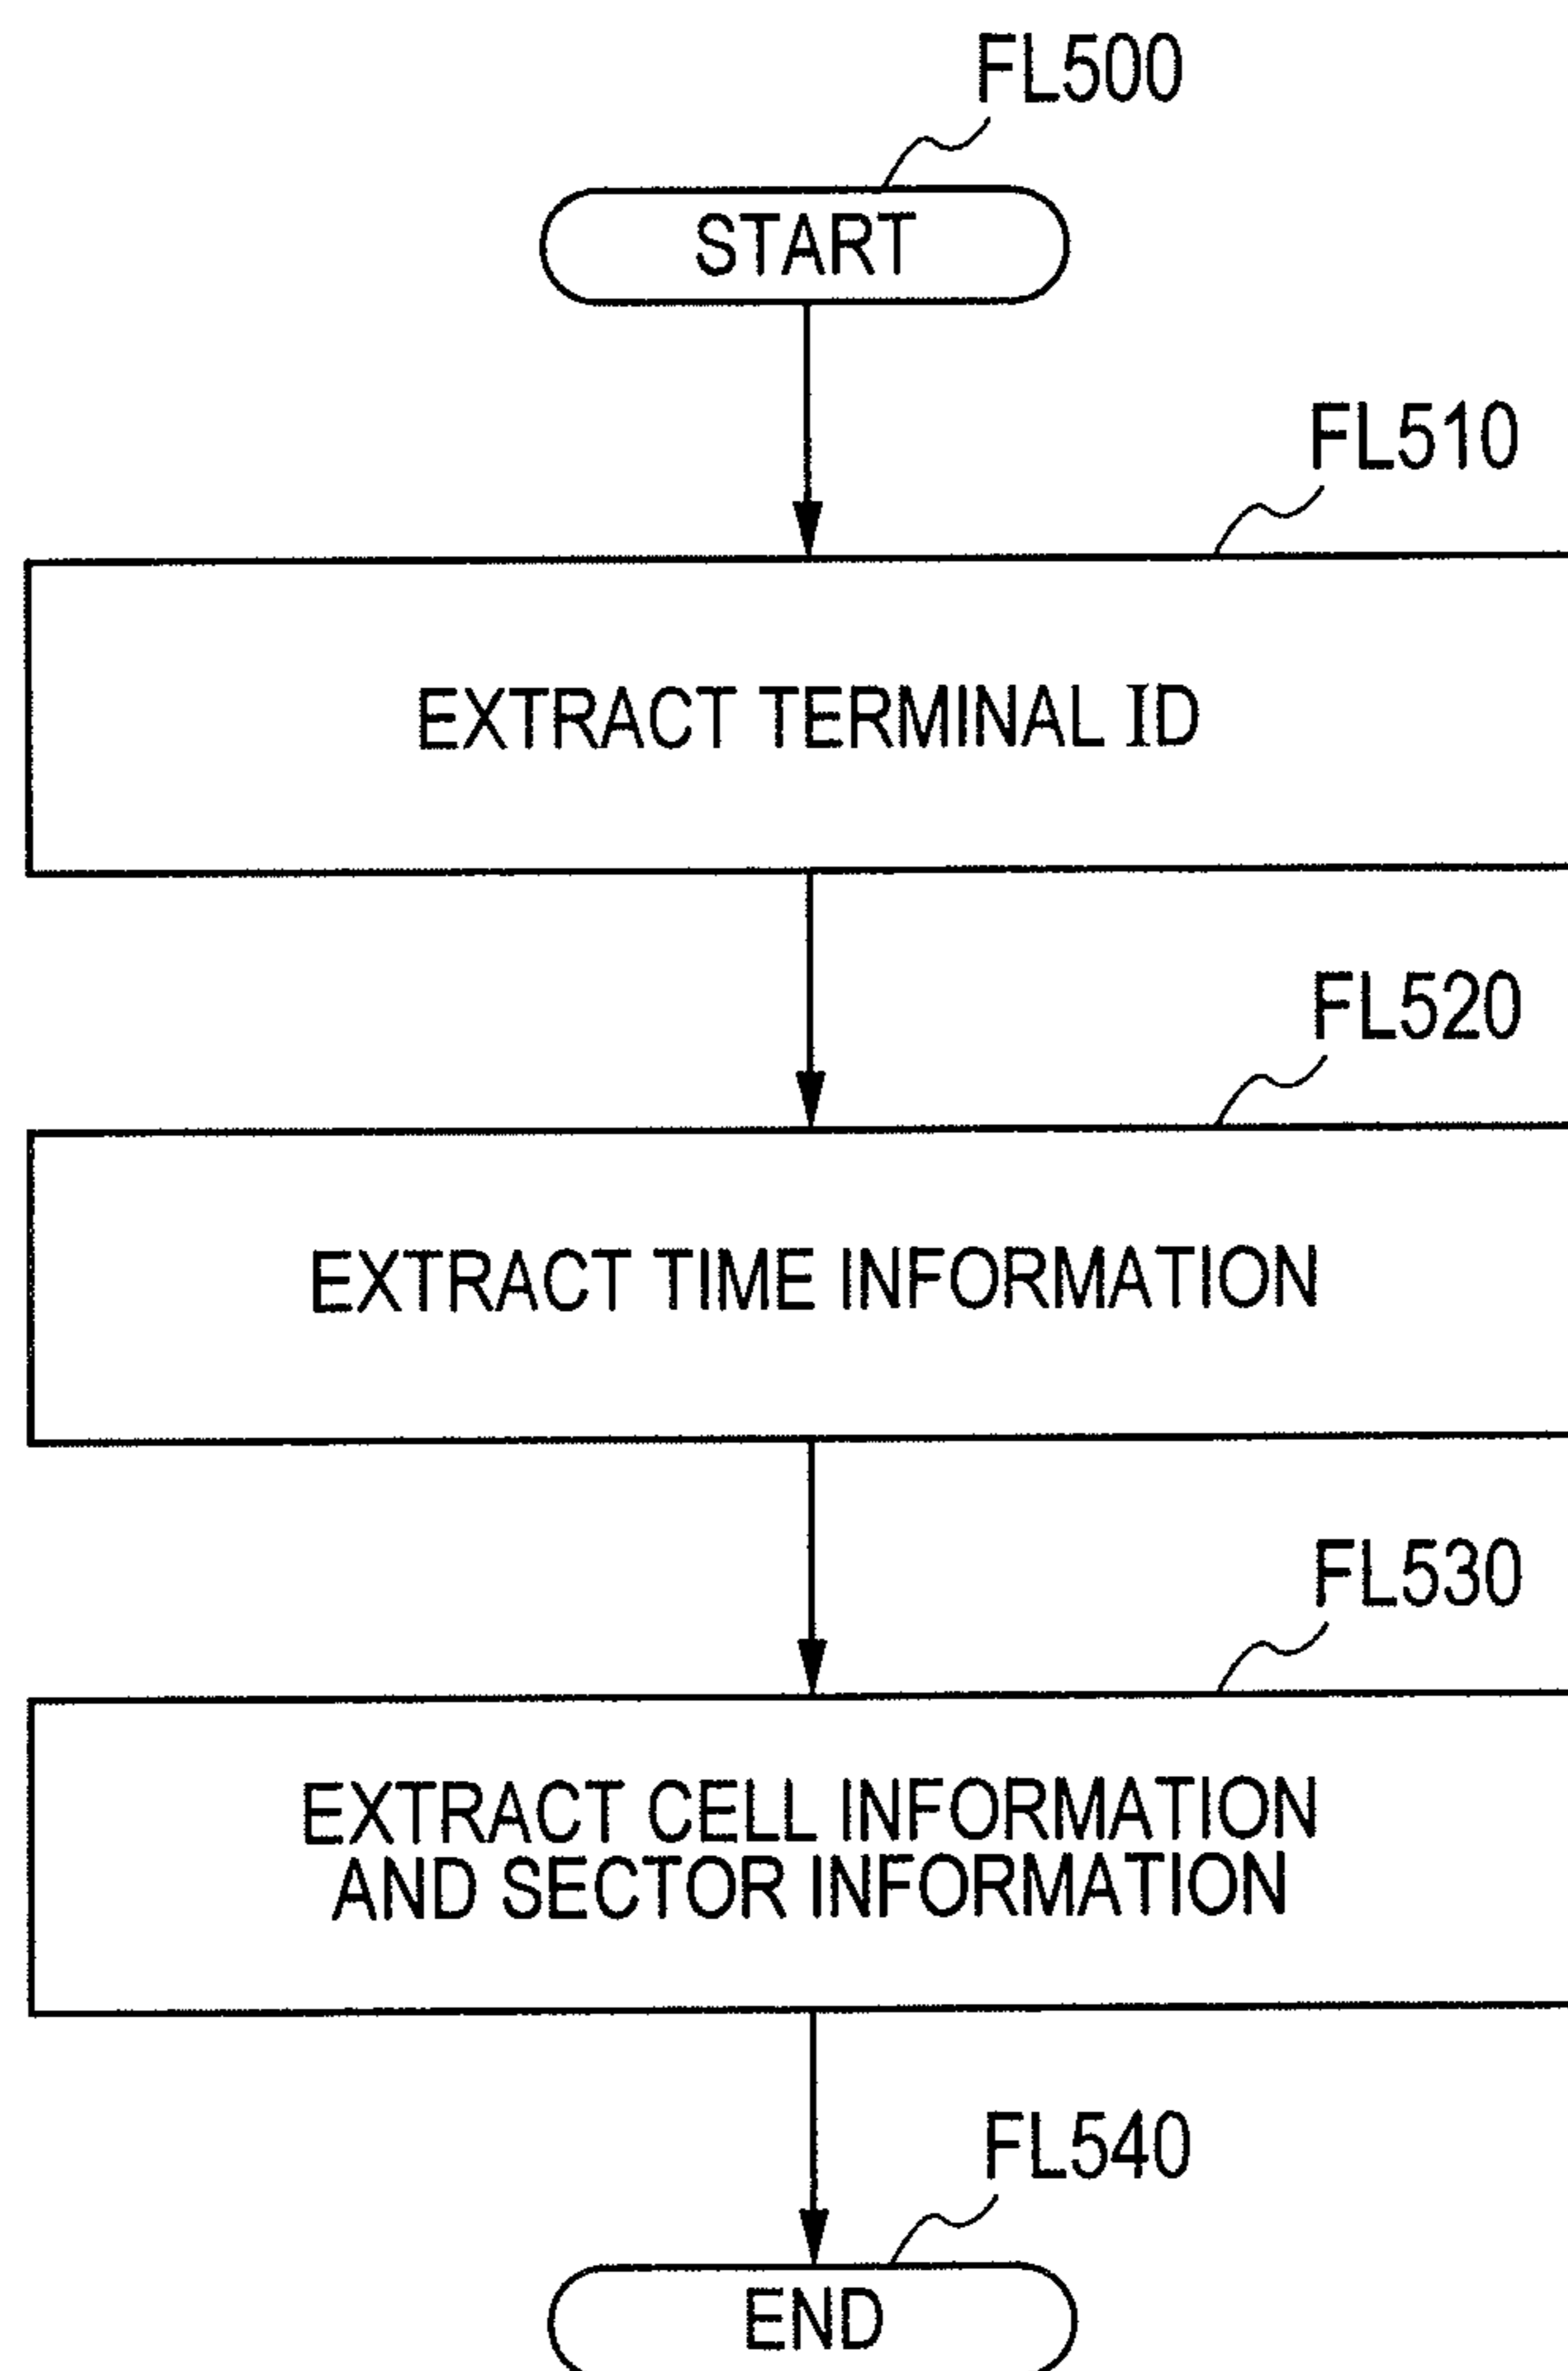 FL500
START
FL510
EXTRACT TERMINAL ID
FL520
EXTRACT TIME INFORMATION
FL530
EXTRACT CELL INFORMATION
AND SECTOR INFORMATION
FL540
END